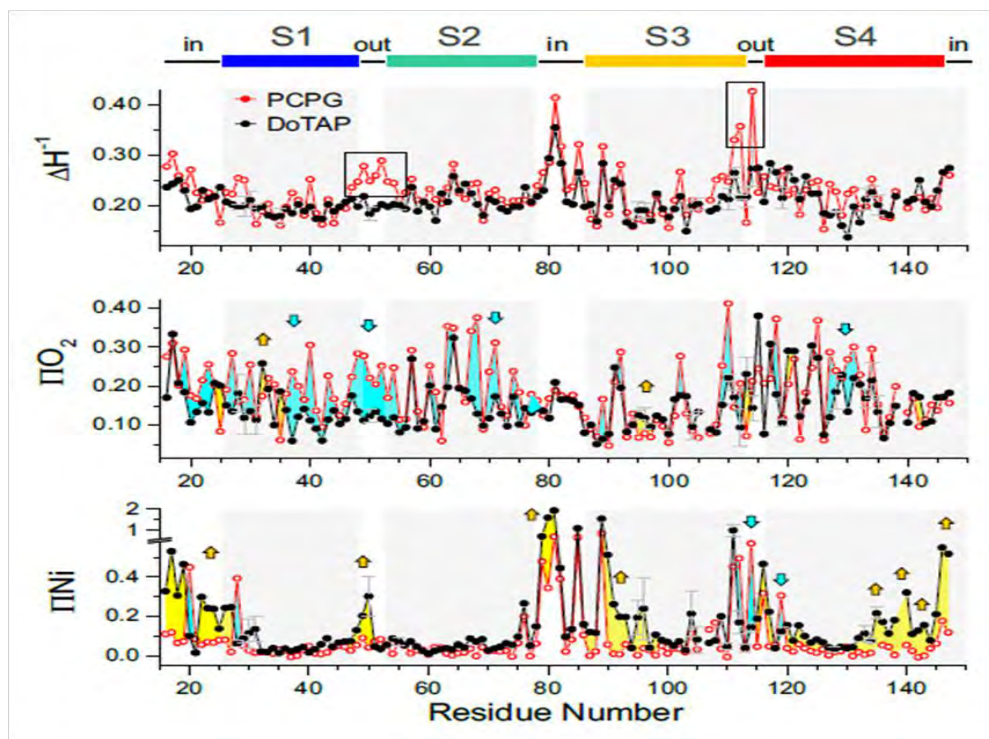 in S1 out S2 in S3 out S4 in
PCPG
DoTAP
ΔH⁻¹
0.40
0.30
0.20
20 40 60 80 100 120 140
ΠO₂
0.40
0.30
0.20
0.10
20 40 60 80 100 120 140
ΠNi
2
1
0.4
0.2
0.0
20 40 60 80 100 120 140
Residue Number